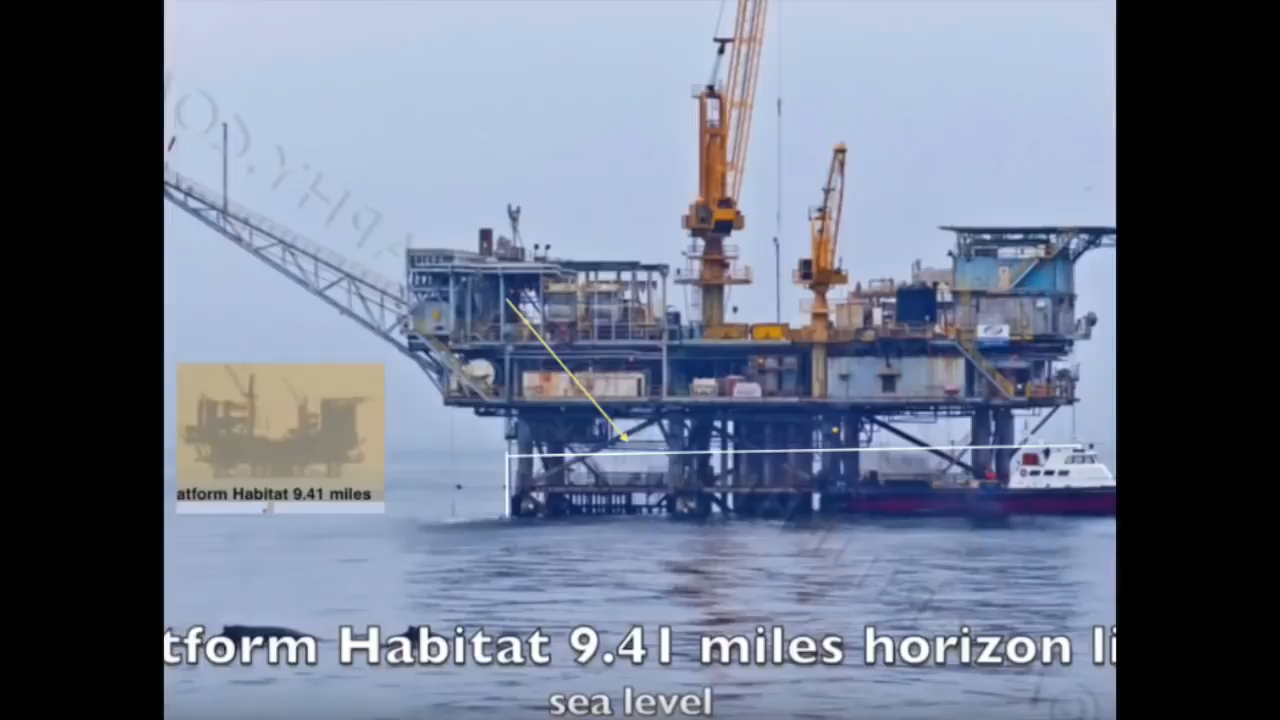 atform Habitat 9.41 miles
tform Habitat 9.41 miles horizon li
sea level